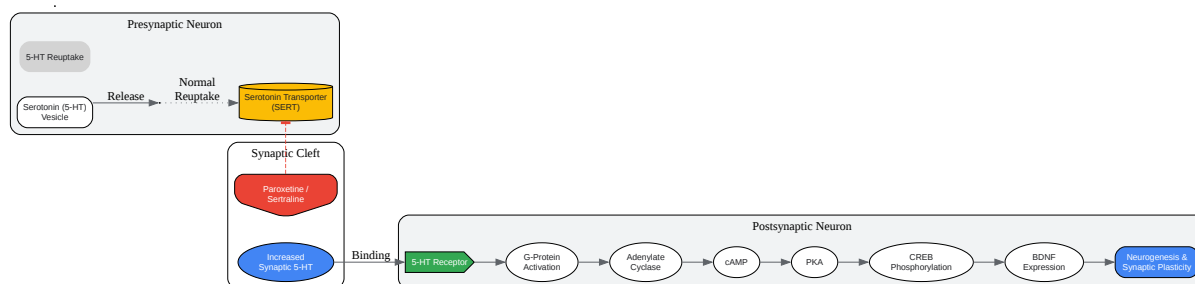 Presynaptic Neuron
5-HT Reuptake
Serotonin (5-HT)
Vesicle
Release
Normal
Reuptake
Serotonin Transporter
(SERT)
Synaptic Cleft
Paroxetine /
Sertraline
Increased
Synaptic 5-HT
Binding
Postsynaptic Neuron
5-HT Receptor
G-Protein
Activation
Adenylate
Cyclase
cAMP
PKA
CREB
Phosphorylation
BDNF
Expression
Neurogenesis &
Synaptic Plasticity